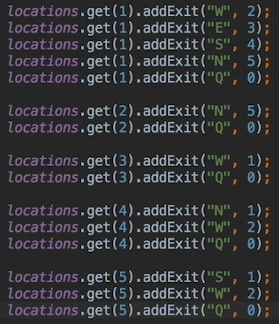 locations.get(1).addExit("W", 2);
locations.get(1).addExit("E", 3);
locations.get(1).addExit("S", 4);
locations.get(1).addExit("N", 5);
locations.get(1).addExit("Q", 0);
locations.get(2).addExit("N", 5);
locations.get(2).addExit("Q", 0);
locations.get(3).addExit("W", 1);
locations.get(3).addExit("Q", 0);
locations.get(4).addExit("N", 1);
locations.get(4).addExit("W", 2);
locations.get(4).addExit("Q", 0);
locations.get(5).addExit("S", 1);
locations.get(5).addExit("W", 2);
locations.get(5).addExit("Q", 0);